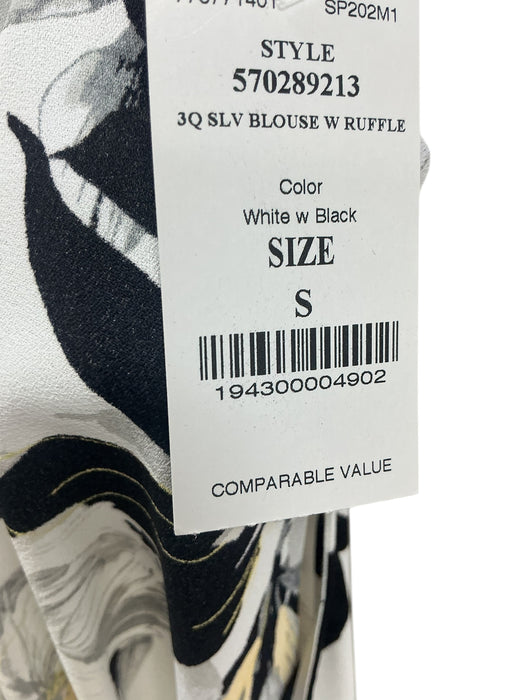 SP202M1
STYLE
570289213
3Q SLV BLOUSE W RUFFLE
Color
White w Black
SIZE
S
194300004902
COMPARABLE VALUE